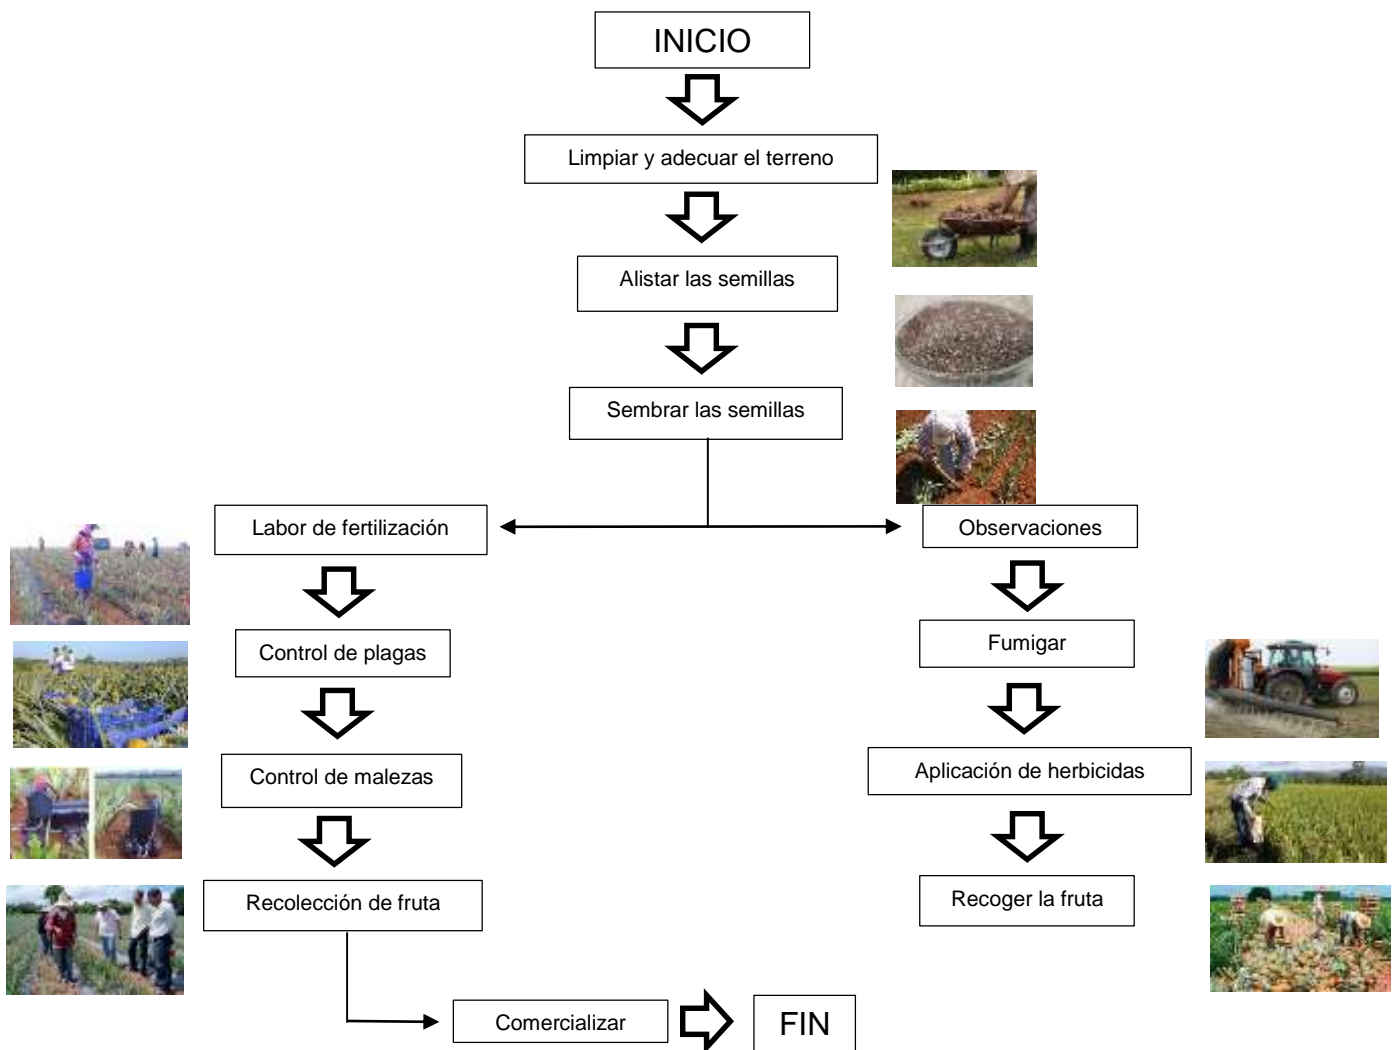 INICIO
Limpiar y adecuar el terreno
Alistar las semillas
Sembrar las semillas
Labor de fertilización
Observaciones
Control de plagas
Fumigar
Control de malezas
Aplicación de herbicidas
Recolección de fruta
Recoger la fruta
Comercializar
FIN